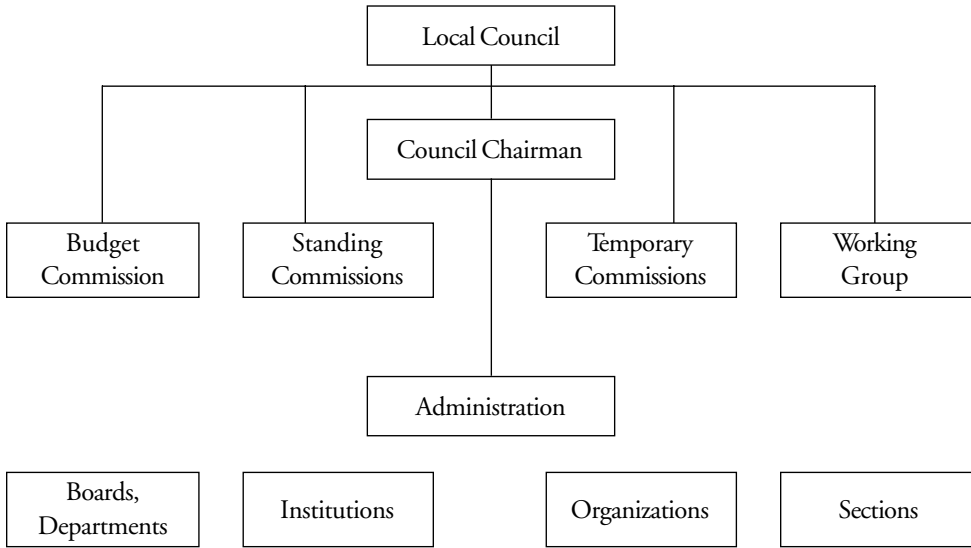 Local Council
Council Chairman
Budget
Commission
Standing
Commissions
Temporary
Commissions
Working
Group
Administration
Boards,
Departments
Institutions
Organizations
Sections